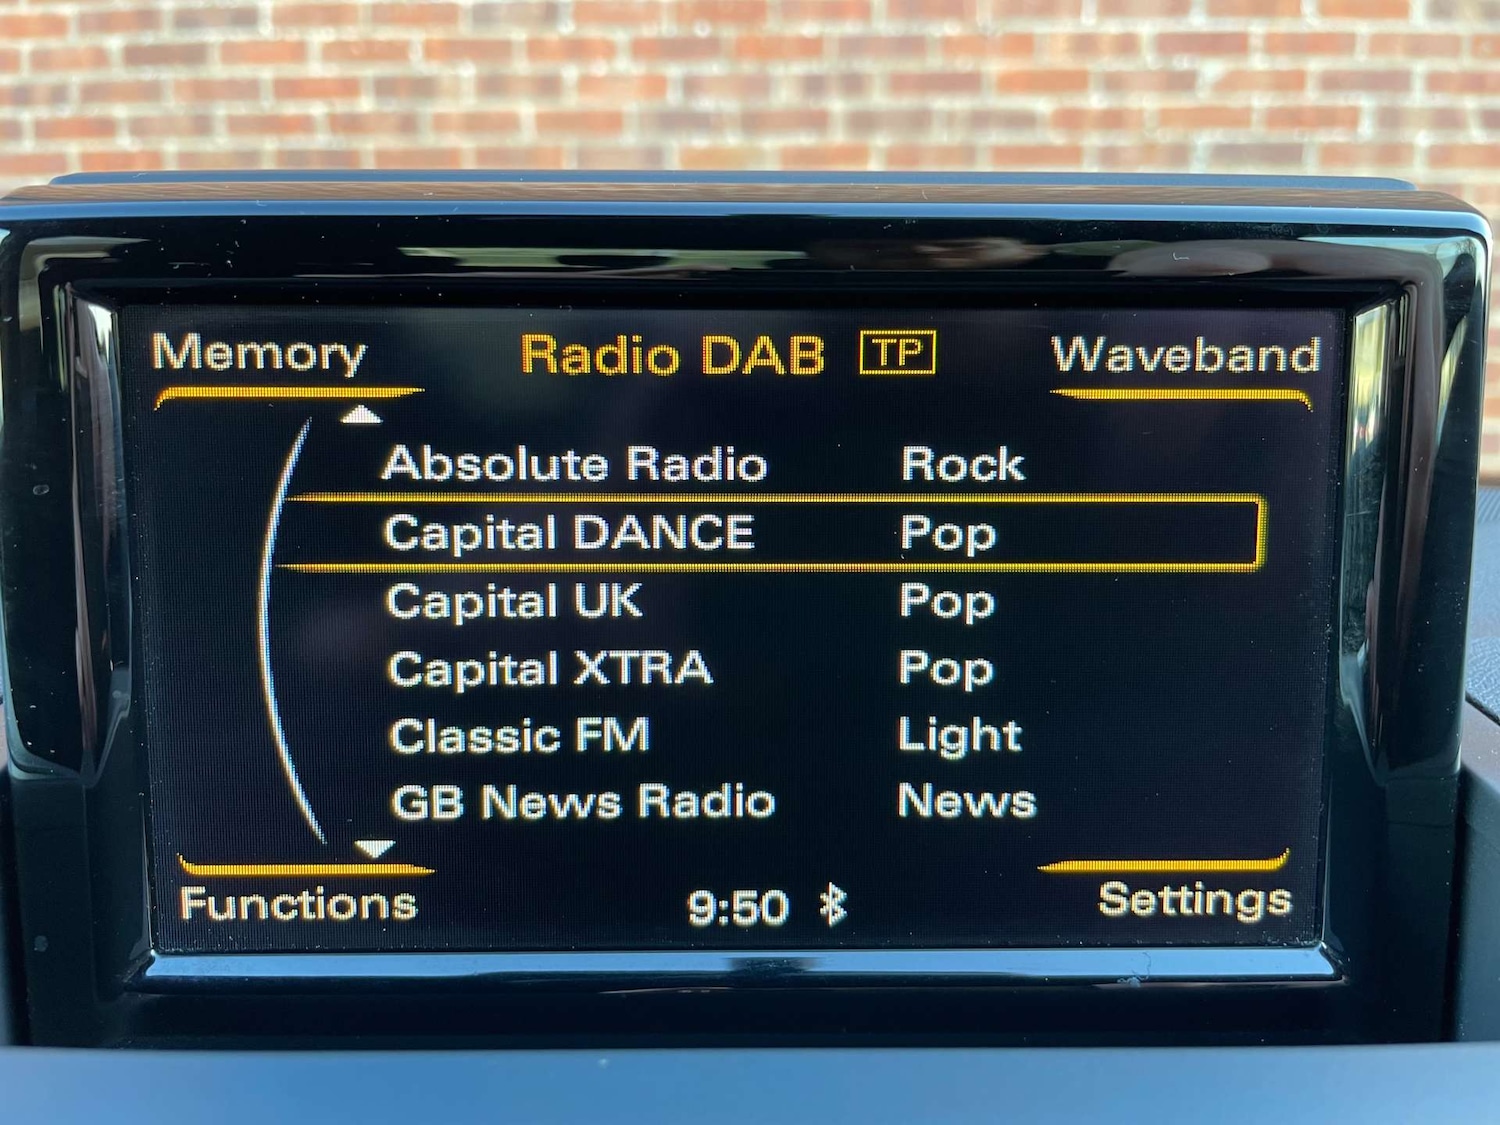 Memory Radio DAB TP Waveband
Absolute Radio Rock
Capital DANCE Pop
Capital UK Pop
Capital XTRA Pop
Classic FM Light
GB News Radio News
Functions 9:50 Settings